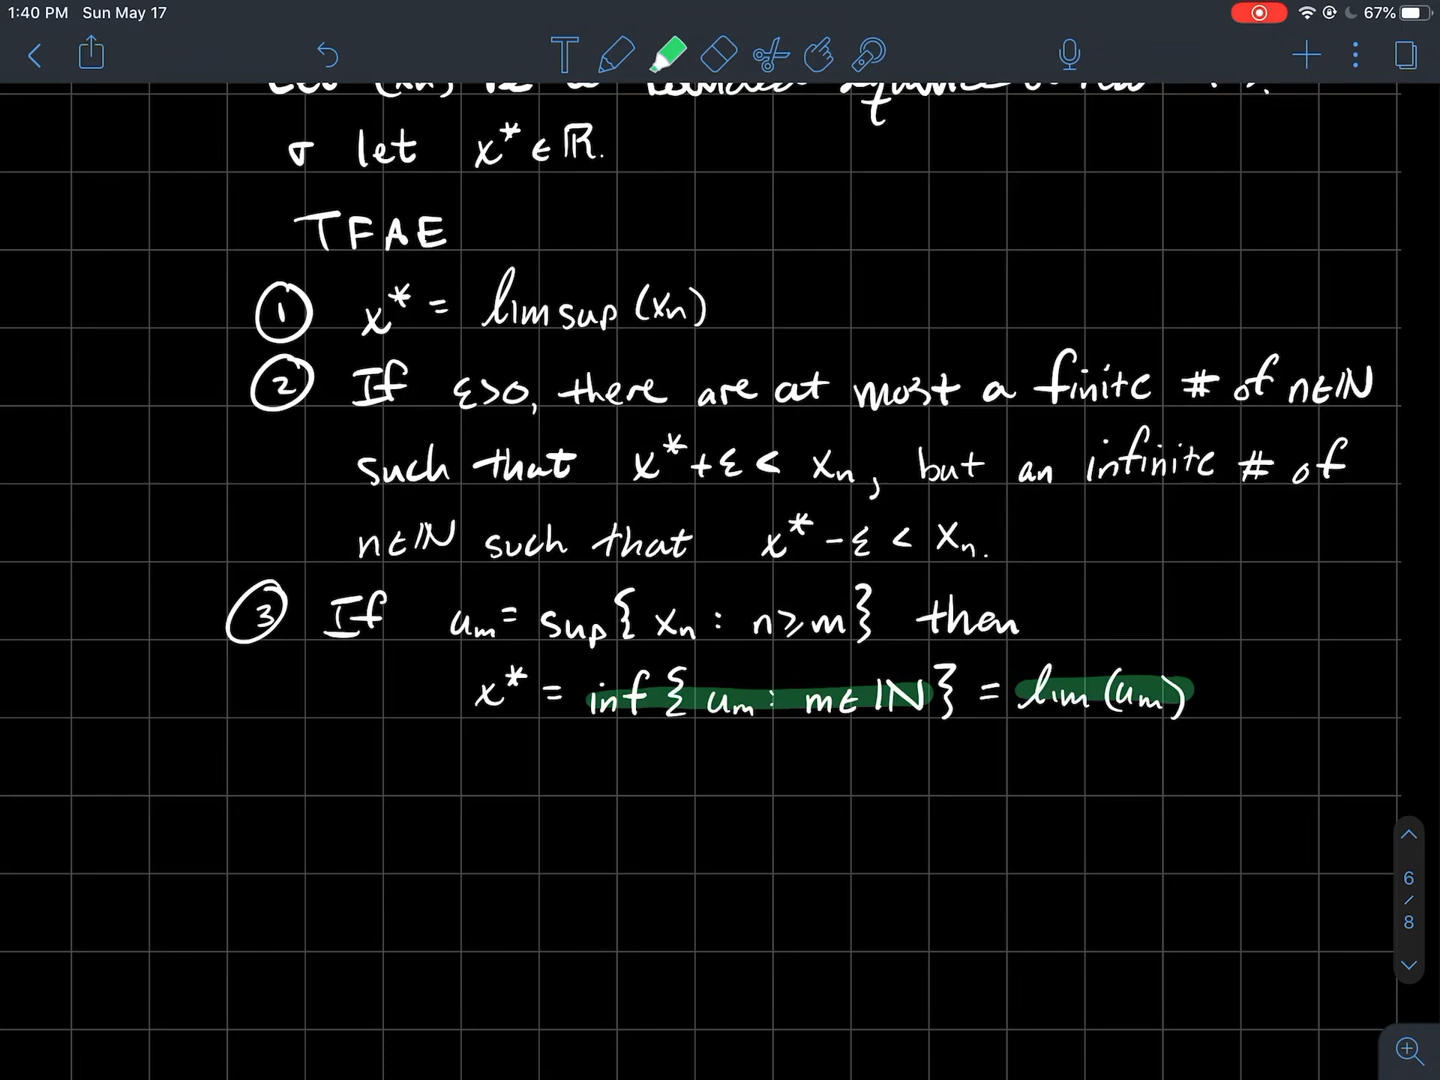 1:40 PM Sun May 17
67%
let x* ∈ ℝ.
TFAE
① x* = limsup (xn)
② If ε>0, there are at most a finite # of n∈ℕ
such that x*+ε < xn, but an infinite # of
n∈ℕ such that x*-ε < xn.
③ If um = sup{ xn : n≥m } then
x* = inf { um : m∈ℕ } = lim (um)
6
/
8